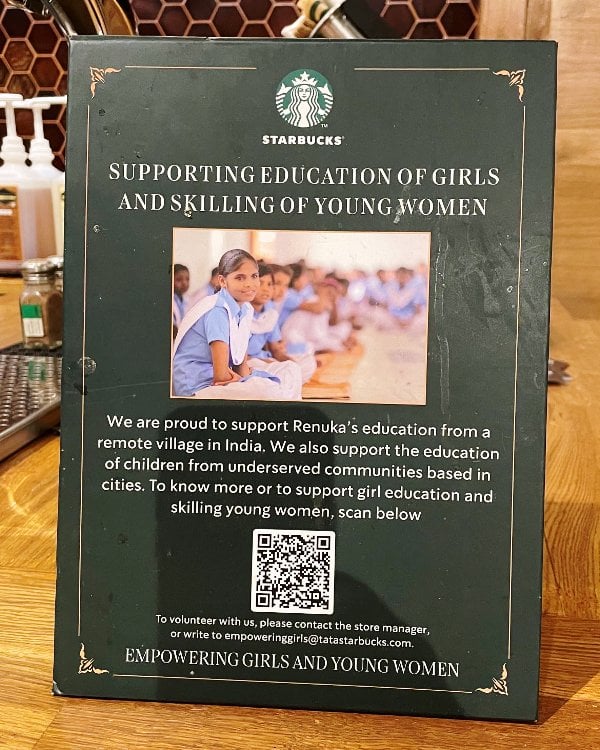 STARBUCKS
SUPPORTING EDUCATION OF GIRLS
AND SKILLING OF YOUNG WOMEN
We are proud to support Renuka's education from a
remote village in India. We also support the education
of children from underserved communities based in
cities. To know more or to support girl education and
skilling young women, scan below
To volunteer with us, please contact the store manager,
or write to empoweringgirls@tatastarbucks.com.
EMPOWERING GIRLS AND YOUNG WOMEN